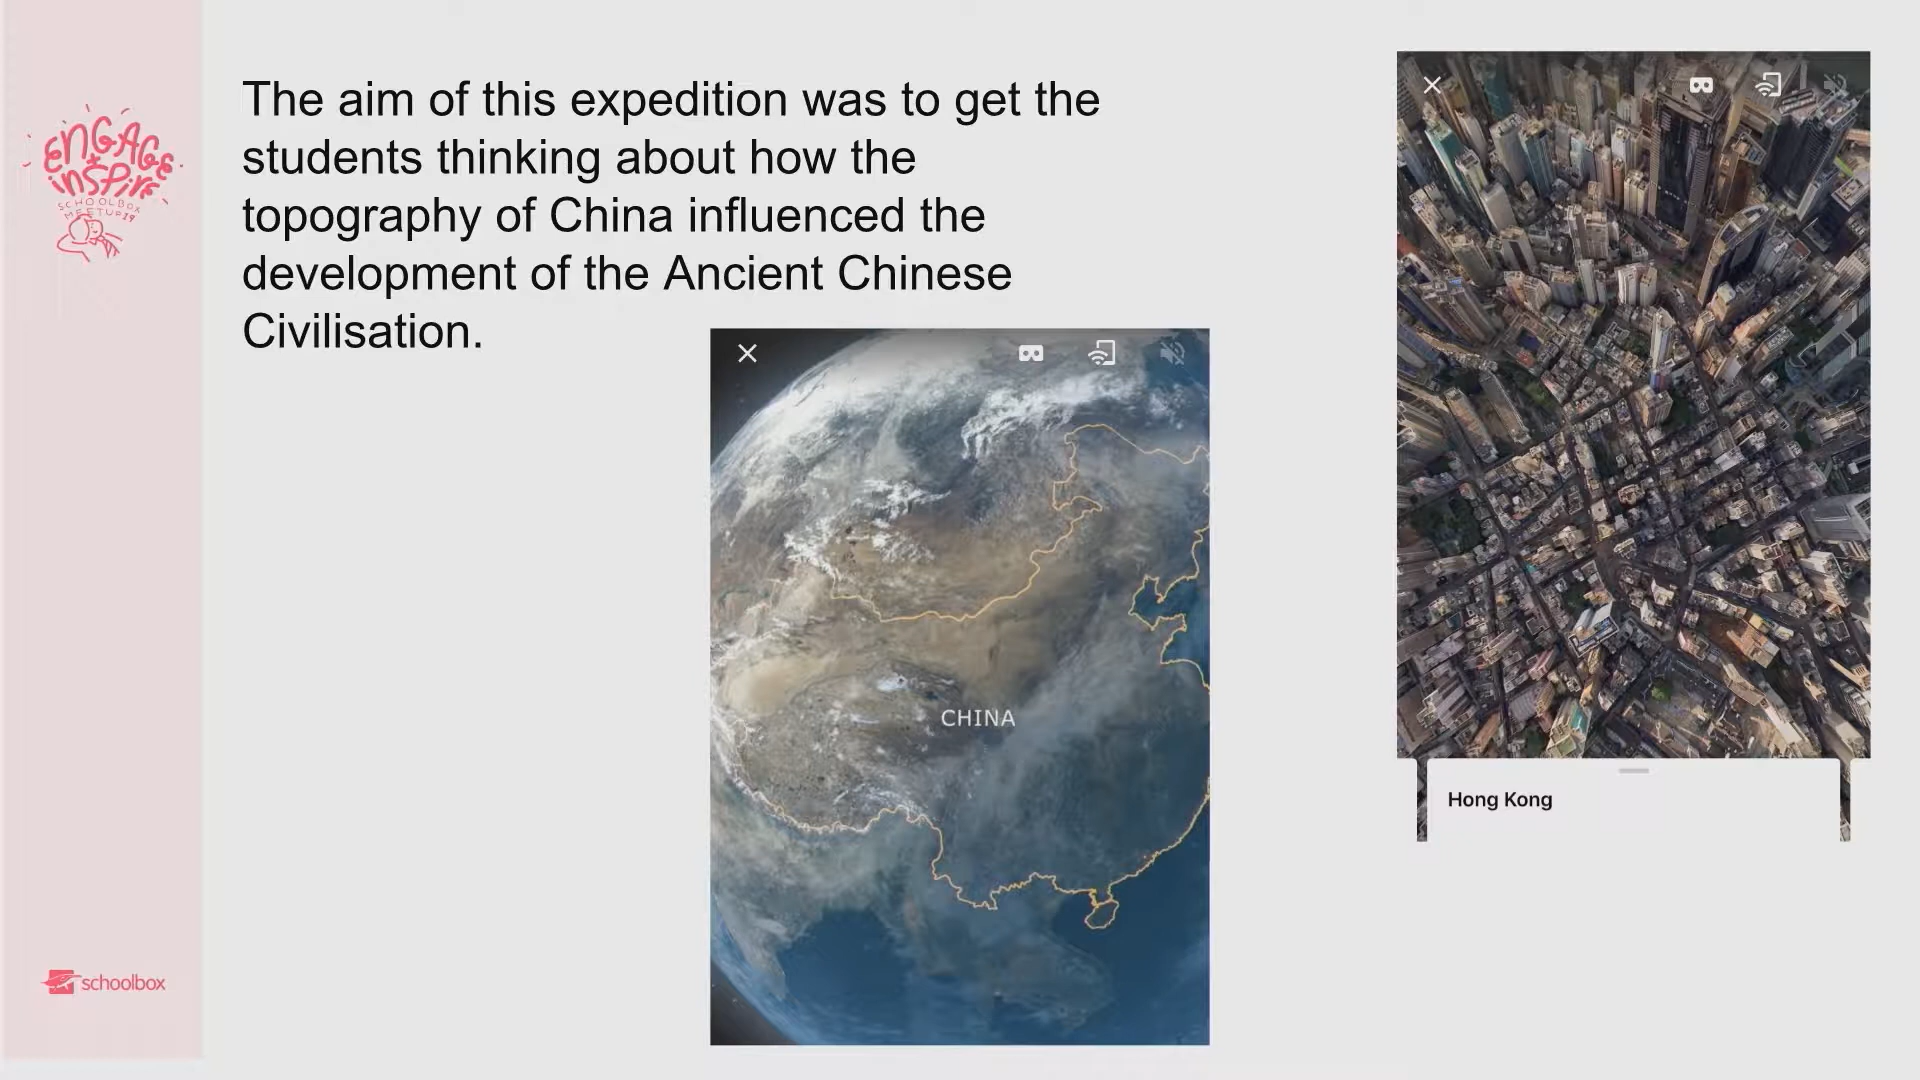 ENGAGE
+
INSPIRE
SCHOOLBOX
MEETUP19
schoolbox
The aim of this expedition was to get the
students thinking about how the
topography of China influenced the
development of the Ancient Chinese
Civilisation.
CHINA
Hong Kong